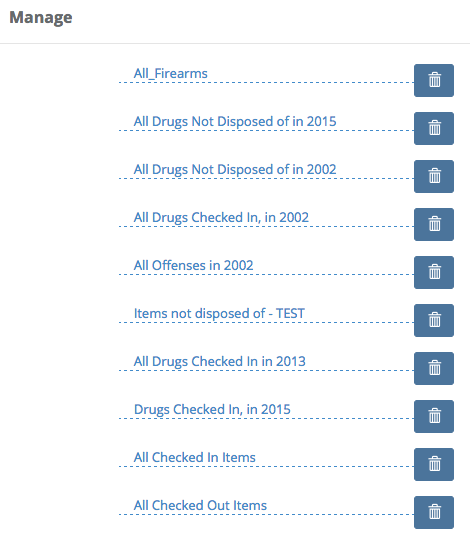 Manage
All_Firearms
All Drugs Not Disposed of in 2015
All Drugs Not Disposed of in 2002
All Drugs Checked In, in 2002
All Offenses in 2002
Items not disposed of - TEST
All Drugs Checked In in 2013
Drugs Checked In, in 2015
All Checked In Items
All Checked Out Items